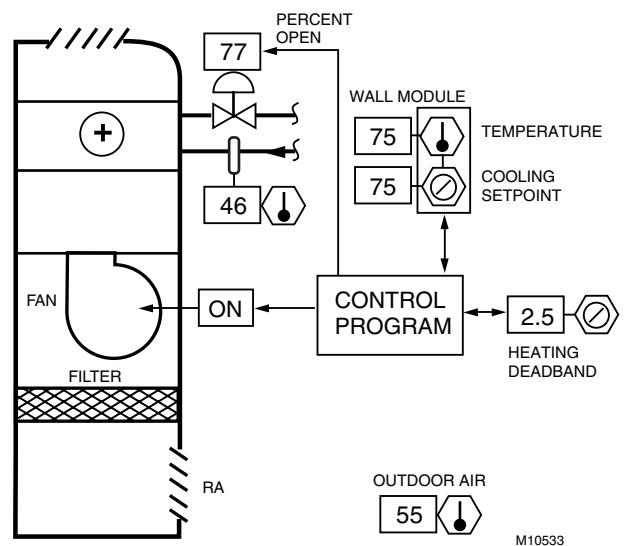 PERCENT
OPEN
77
WALL MODULE
75
TEMPERATURE
75
COOLING
SETPOINT
46
FAN
ON
CONTROL
PROGRAM
2.5
HEATING
DEADBAND
FILTER
RA
OUTDOOR AIR
55
M10533